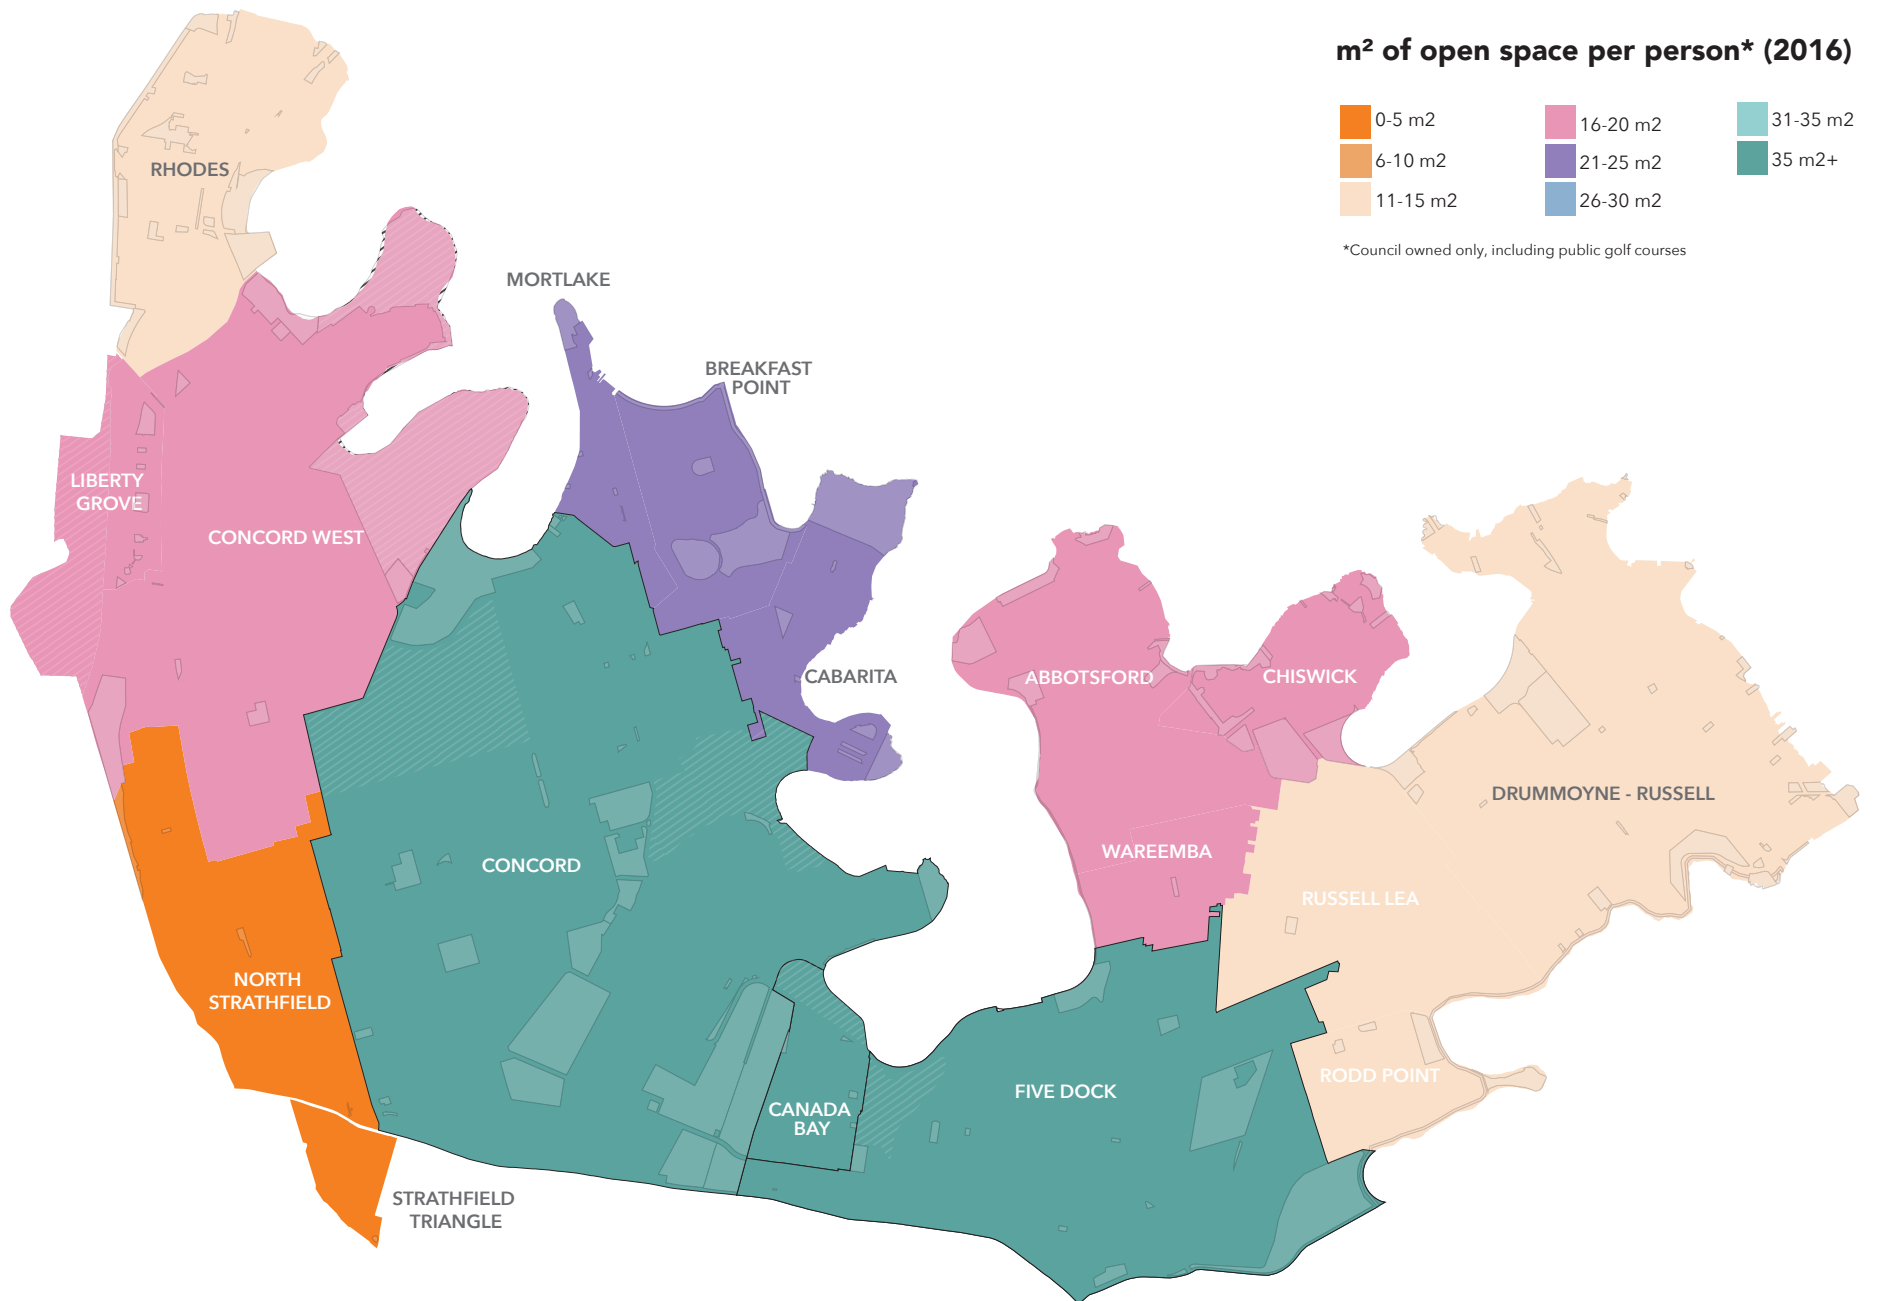 m² of open space per person* (2016)
0-5 m2
6-10 m2
11-15 m2
16-20 m2
21-25 m2
26-30 m2
31-35 m2
35 m2+
*Council owned only, including public golf courses
RHODES
MORTLAKE
BREAKFAST
POINT
LIBERTY
GROVE
CONCORD WEST
CABARITA
ABBOTSFORD
CHISWICK
DRUMMOYNE - RUSSELL
WAREEMBA
CONCORD
RUSSELL LEA
NORTH
STRATHFIELD
RODD POINT
FIVE DOCK
CANADA
BAY
STRATHFIELD
TRIANGLE